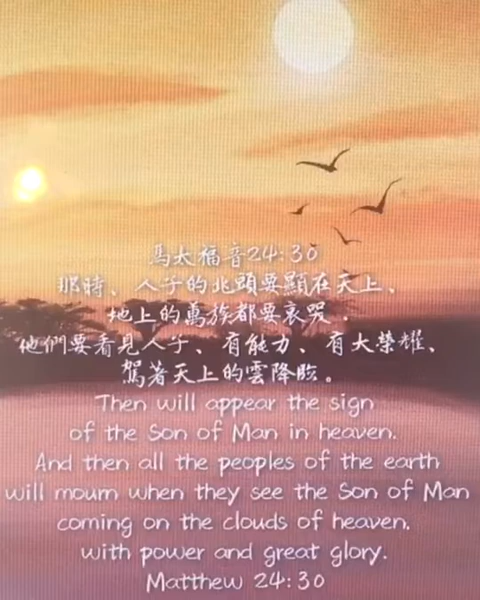 馬太福音24:30
那時、人子的兆頭要顯在天上、
地上的萬族都要哀哭.
他們要看見人子、有能力、有大榮耀、
駕著天上的雲降臨。
Then will appear the sign
of the Son of Man in heaven.
And then all the peoples of the earth
will mourn when they see the Son of Man
coming on the clouds of heaven,
with power and great glory.
Matthew 24:30